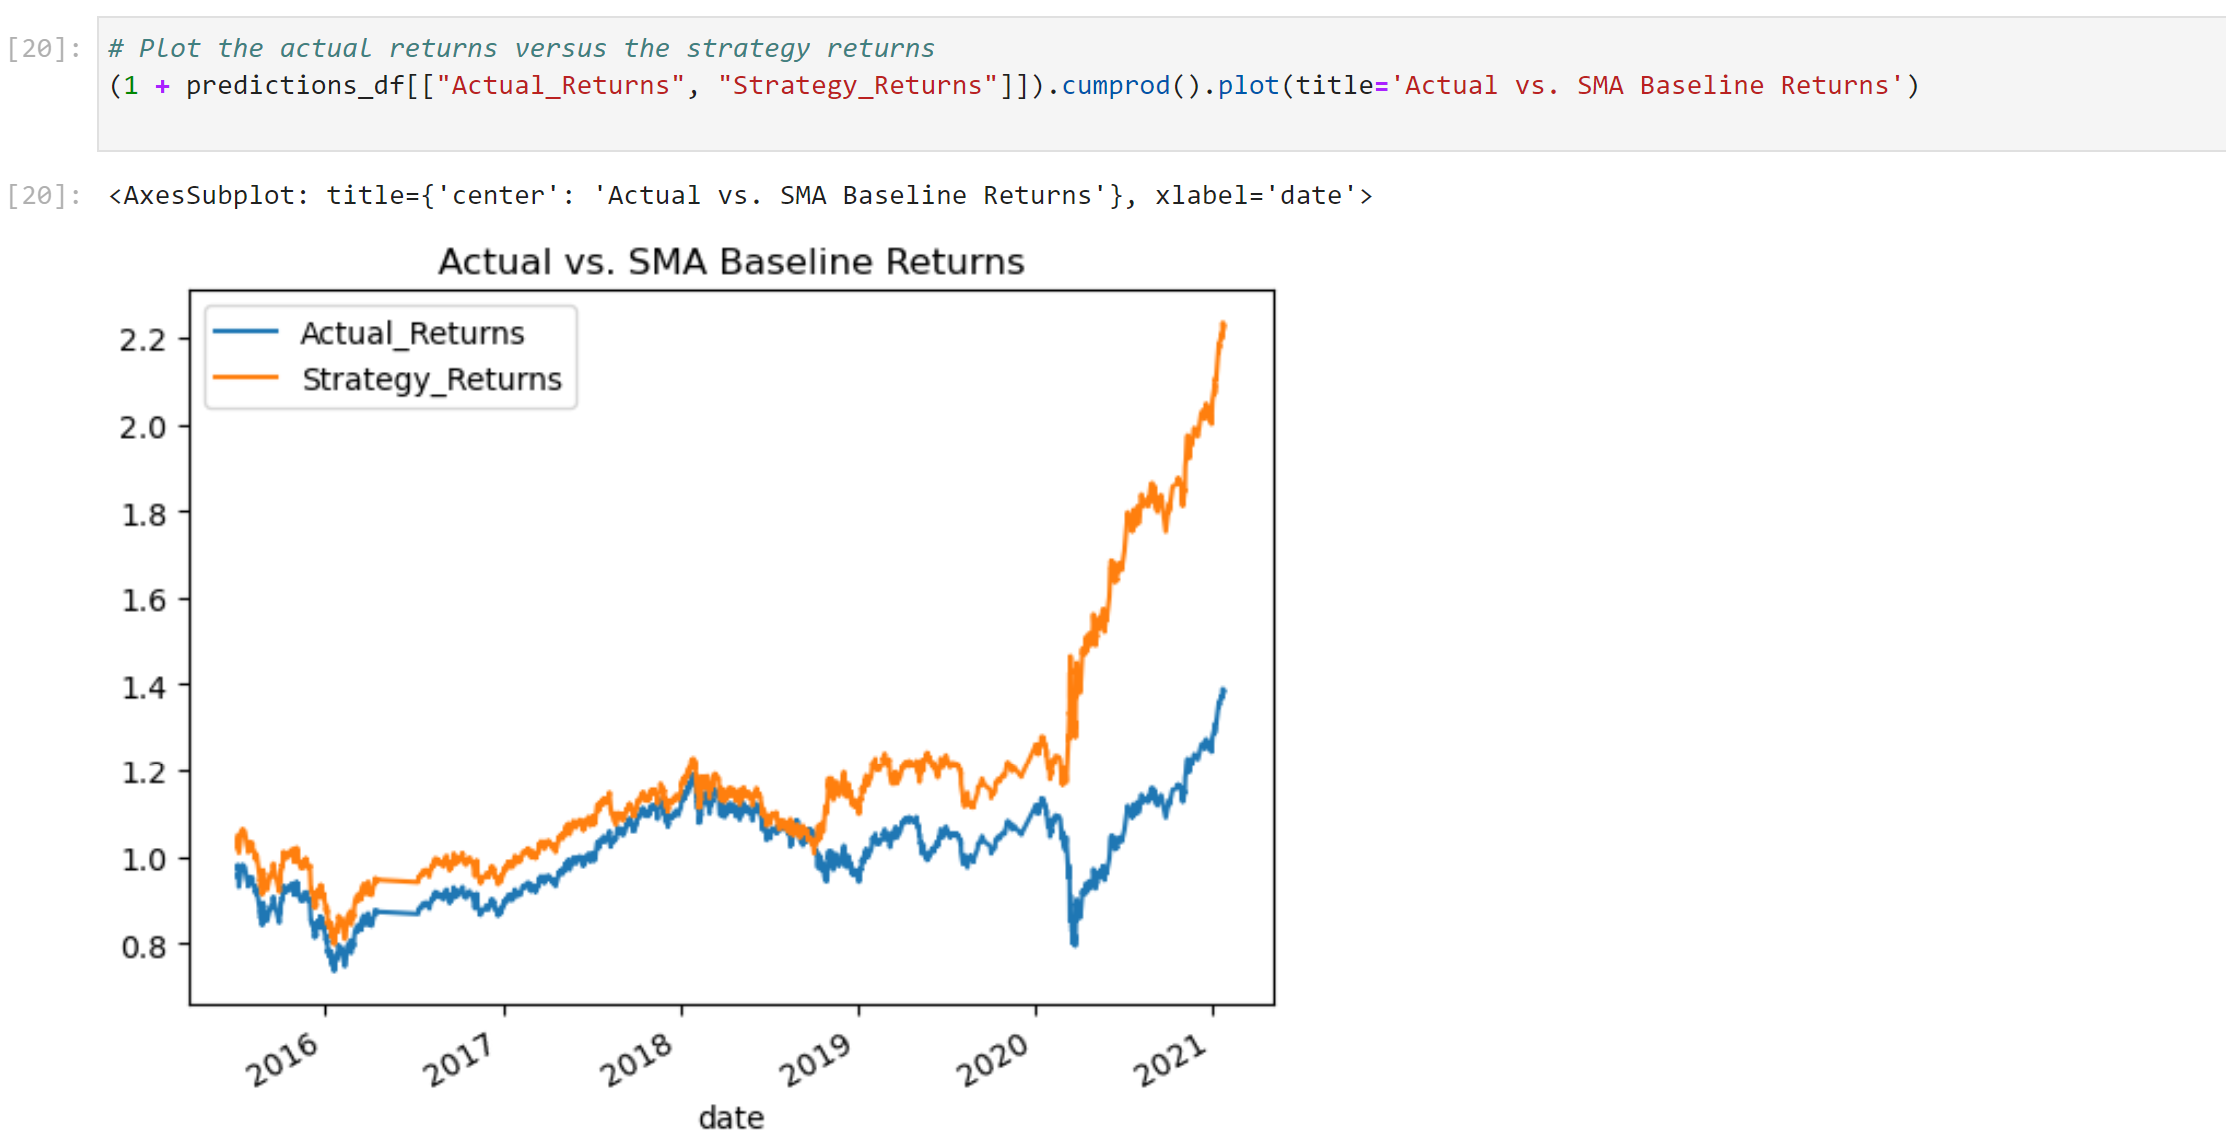 [20]: # Plot the actual returns versus the strategy returns
(1 + predictions_df[["Actual_Returns", "Strategy_Returns"]]).cumprod().plot(title='Actual vs. SMA Baseline Returns')
[20]: <AxesSubplot: title={'center': 'Actual vs. SMA Baseline Returns'}, xlabel='date'>
Actual vs. SMA Baseline Returns
Actual_Returns
Strategy_Returns
2.2
2.0
1.8
1.6
1.4
1.2
1.0
0.8
2016 2017 2018 2019 2020 2021
date